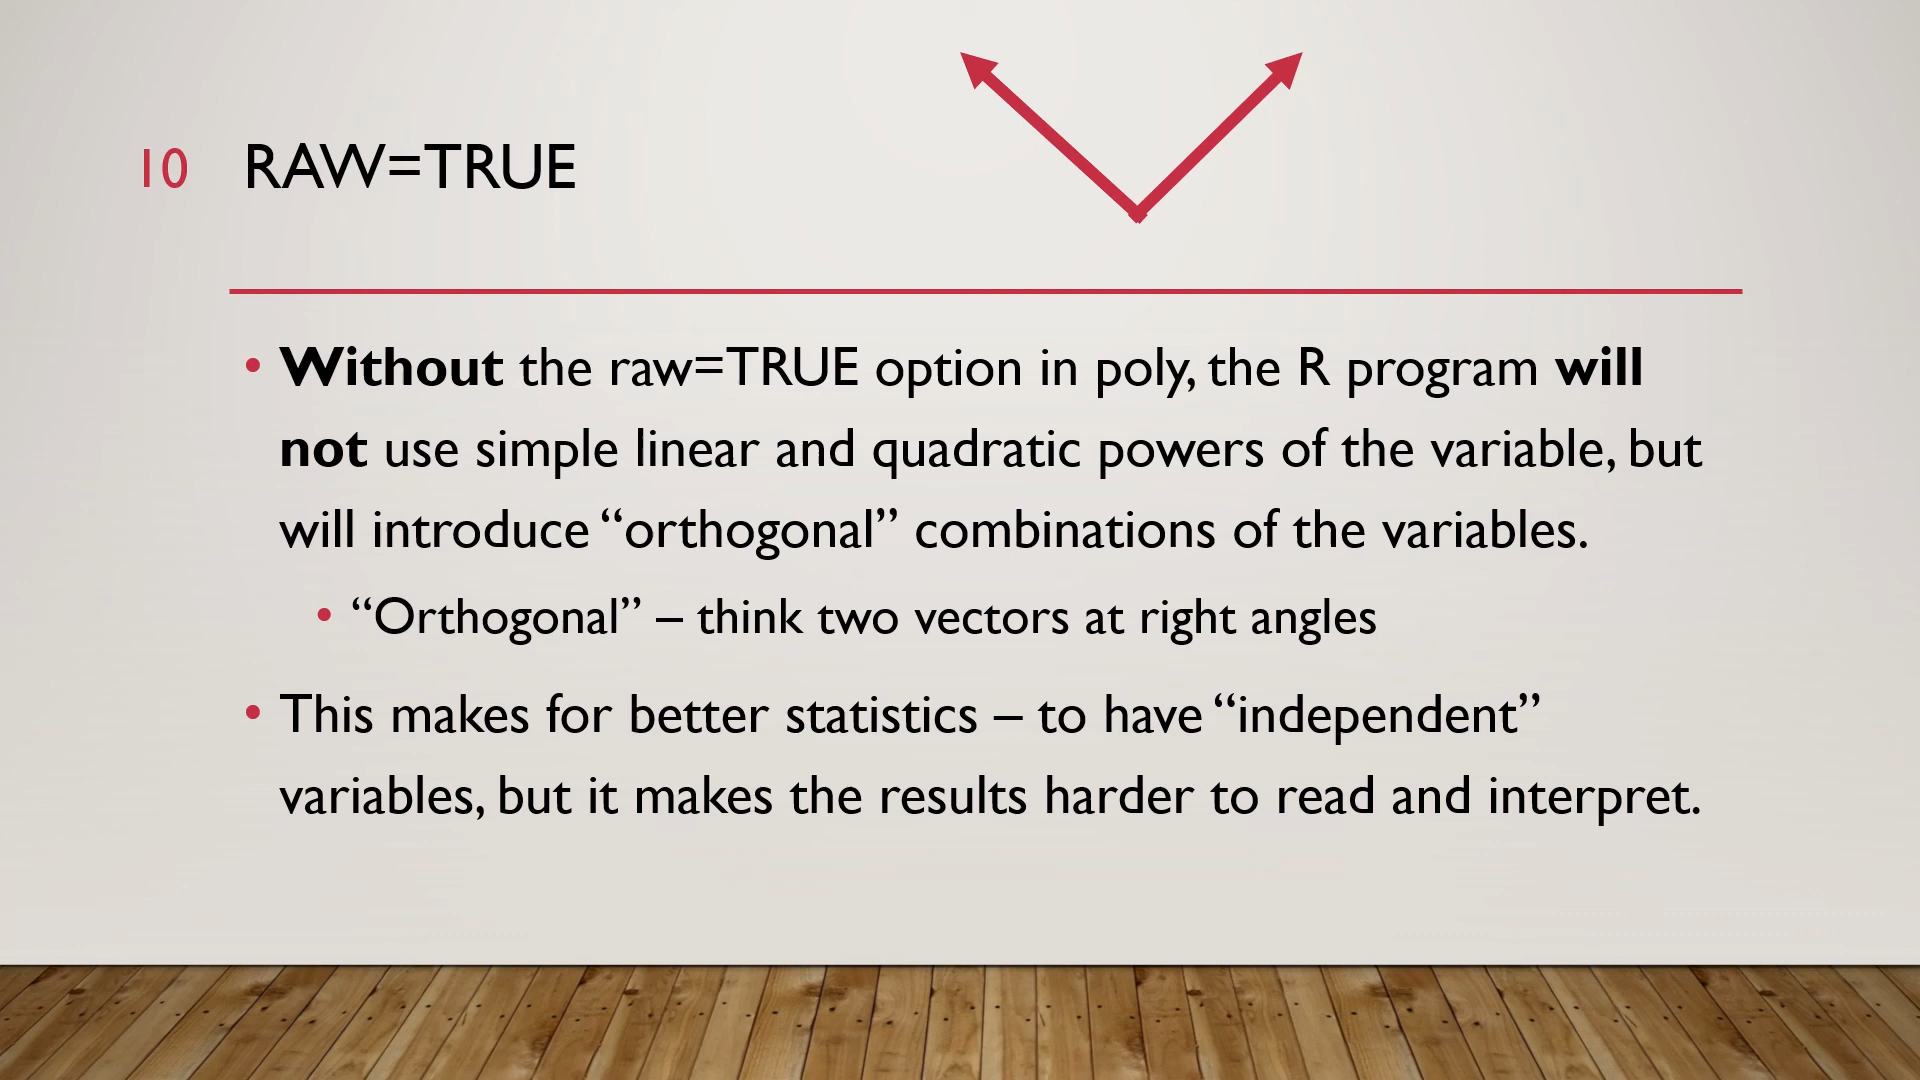 10 RAW=TRUE
• Without the raw=TRUE option in poly, the R program will
not use simple linear and quadratic powers of the variable, but
will introduce “orthogonal” combinations of the variables.
• “Orthogonal” – think two vectors at right angles
• This makes for better statistics – to have “independent”
variables, but it makes the results harder to read and interpret.